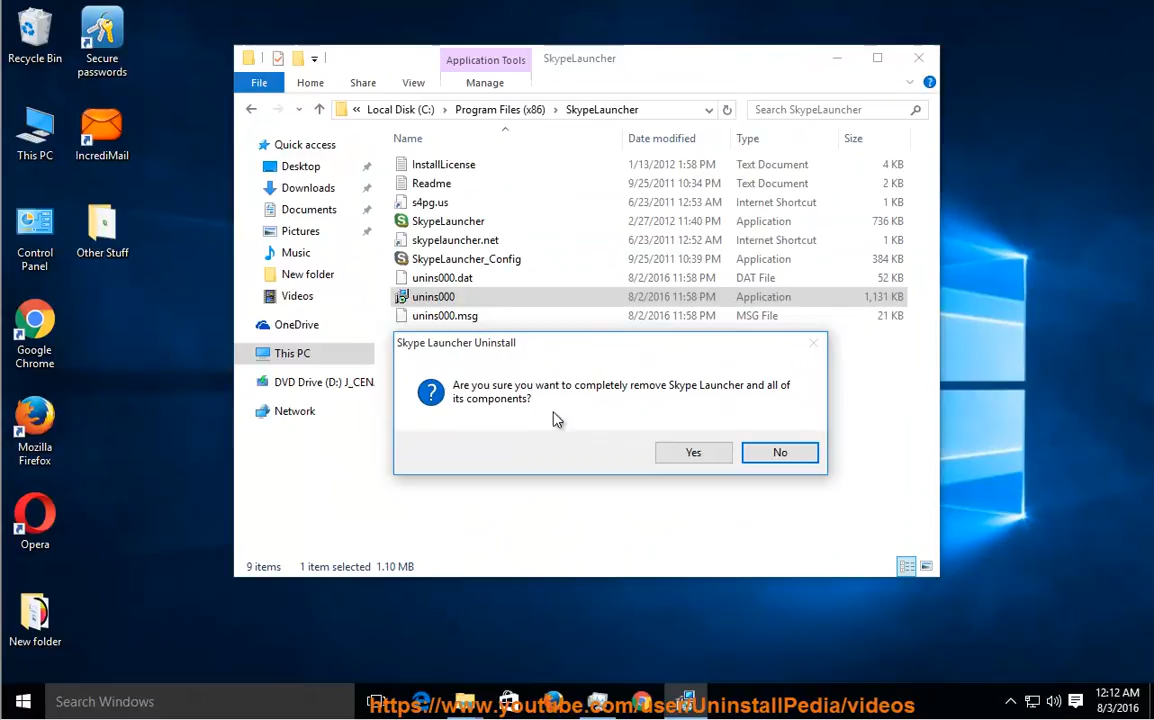 Recycle Bin
Secure
passwords
This PC
IncrediMail
Control
Panel
Other Stuff
Google
Chrome
Mozilla
Firefox
Opera
New folder
Application Tools
SkypeLauncher
File
Home
Share
View
Manage
« Local Disk (C:) › Program Files (x86) › SkypeLauncher
Search SkypeLauncher
Name Date modified Type Size
Quick access
Desktop
Downloads
Documents
Pictures
Music
New folder
Videos
OneDrive
This PC
DVD Drive (D:) J_CEN
Network
InstallLicense 1/13/2012 1:58 PM Text Document 4 KB
Readme 9/25/2011 10:34 PM Text Document 2 KB
s4pg.us 6/23/2011 12:53 AM Internet Shortcut 1 KB
SkypeLauncher 2/27/2012 11:40 PM Application 736 KB
skypelauncher.net 6/23/2011 12:52 AM Internet Shortcut 1 KB
SkypeLauncher_Config 9/25/2011 10:39 PM Application 384 KB
unins000.dat 8/2/2016 11:58 PM DAT File 52 KB
unins000 8/2/2016 11:58 PM Application 1,131 KB
unins000.msg 8/2/2016 11:58 PM MSG File 21 KB
Skype Launcher Uninstall
Are you sure you want to completely remove Skype Launcher and all of
its components?
Yes
No
9 items 1 item selected 1.10 MB
Search Windows
https://www.youtube.com/user/UninstallPedia/videos
12:12 AM
8/3/2016